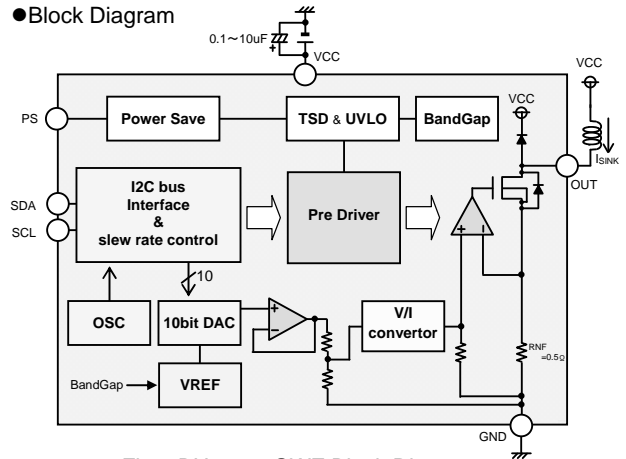 ●Block Diagram
0.1～10uF
VCC
VCC
VCC
PS
Power Save
TSD & UVLO
BandGap
ISINK
OUT
SDA
SCL
I2C bus
Interface
&
slew rate control
Pre Driver
+ −
10
OSC
10bit DAC
+
−
V/I
convertor
RNF
=0.5Ω
BandGap
VREF
GND